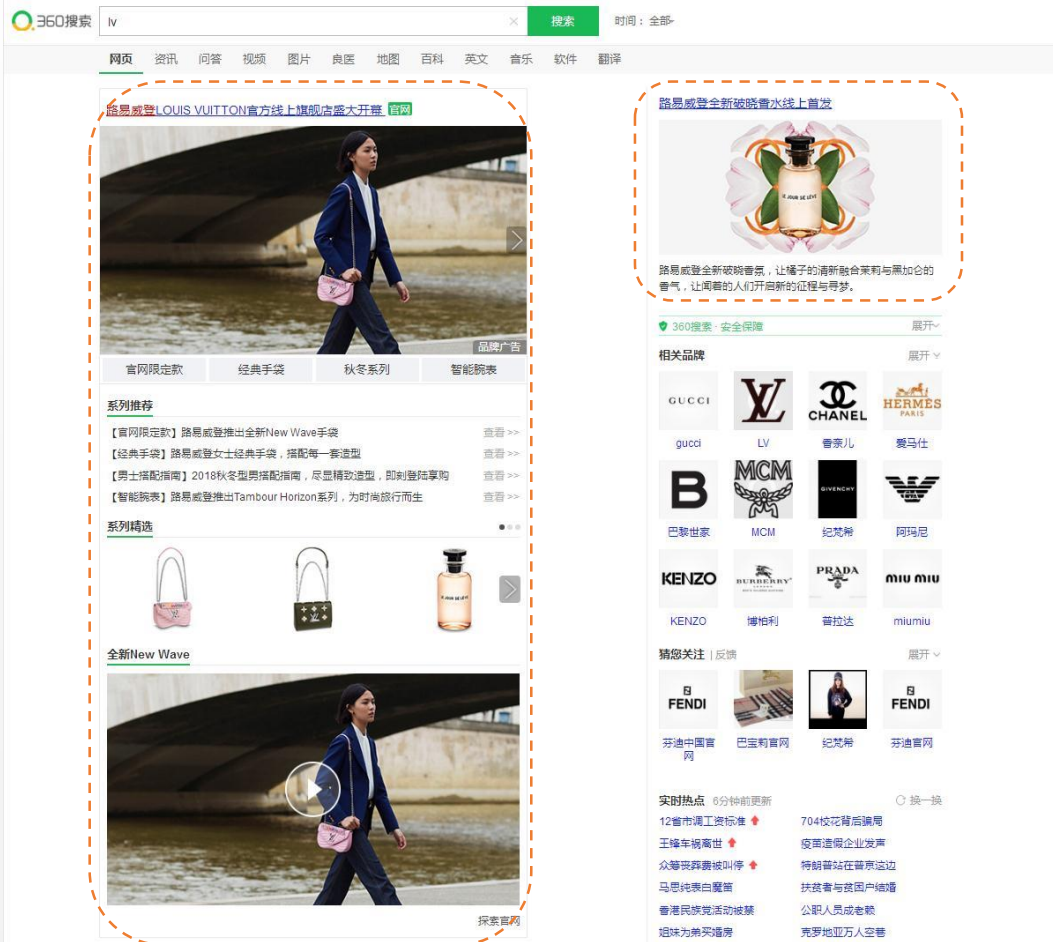 360搜索
lv
搜索
时间：全部
网页 资讯 问答 视频 图片 良医 地图 百科 英文 音乐 软件 翻译
路易威登LOUIS VUITTON官方线上旗舰店盛大开幕 官网
品牌广告
官网限定款 经典手袋 秋冬系列 智能腕表
系列推荐
【官网限定款】路易威登推出全新New Wave手袋 查看>>
【经典手袋】路易威登女士经典手袋，搭配每一套造型 查看>>
【男士搭配指南】2018秋冬型男搭配指南，尽显精致造型，即刻登陆享购 查看>>
【智能腕表】路易威登推出Tambour Horizon系列，为时尚旅行而生 查看>>
系列精选
全新New Wave
探索官网
路易威登全新破晓香水线上首发
路易威登全新破晓香氛，让橘子的清新融合茉莉与黑加仑的
香气，让闻着的人们开启新的征程与寻梦。
360搜索·安全保障 展开
相关品牌 展开
GUCCI CHANEL HERMÈS PARIS
gucci LV 香奈儿 爱马仕
B MCM GIVENCHY
巴黎世家 MCM 纪梵希 阿玛尼
KENZO BURBERRY PRADA miu miu
KENZO 博柏利 普拉达 miumiu
猜您关注 | 反馈 展开
FENDI FENDI
芬迪中国官网 巴宝莉官网 纪梵希 芬迪官网
实时热点 6分钟前更新 换一换
12省市调工资标准 704校花背后骗局
王锋车祸离世 疫苗造假企业发声
众筹丧葬费被叫停 特朗普站在普京这边
马思纯表白魔笛 扶贫者与贫困户结婚
香港民族党活动被禁 公职人员成老赖
姐妹为弟买婚房 克罗地亚万人空巷